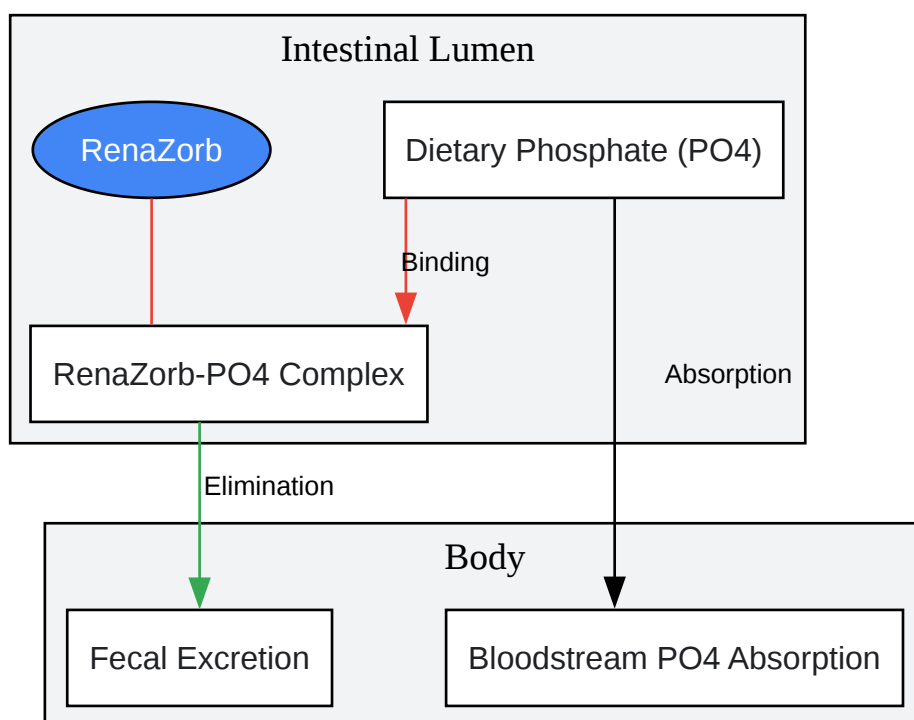 Intestinal Lumen
RenaZorb
Dietary Phosphate (PO4)
Binding
RenaZorb-PO4 Complex
Absorption
Elimination
Body
Fecal Excretion
Bloodstream PO4 Absorption